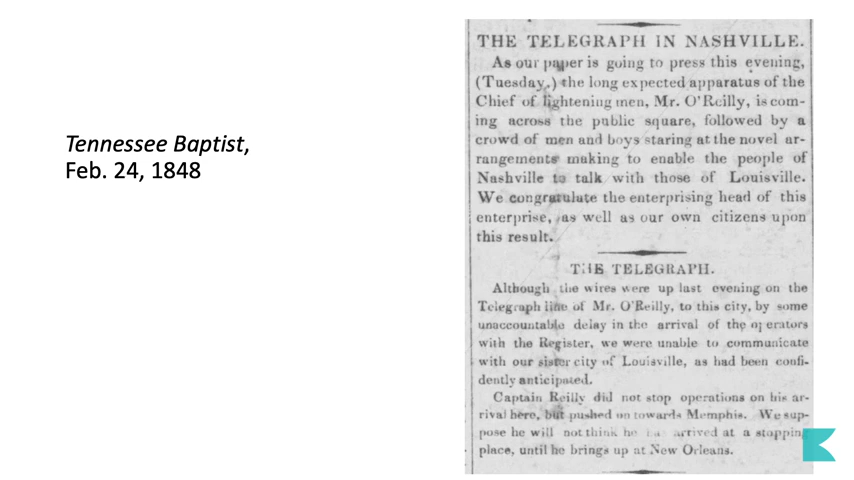 Tennessee Baptist,
Feb. 24, 1848
THE TELEGRAPH IN NASHVILLE.
As our paper is going to press this evening,
(Tuesday,) the long expected apparatus of the
Chief of lightening men, Mr. O'Reilly, is com-
ing across the public square, followed by a
crowd of men and boys staring at the novel ar-
rangements making to enable the people of
Nashville to talk with those of Louisville.
We congratulate the enterprising head of this
enterprise, as well as our own citizens upon
this result.
THE TELEGRAPH.
Although the wires were up last evening on the
Telegraph line of Mr. O'Reilly, to this city, by some
unaccountable delay in the arrival of the operators
with the Register, we were unable to communicate
with our sister city of Louisville, as had been confi-
dently anticipated.
Captain Reilly did not stop operations on his ar-
rival here, but pushed on towards Memphis. We sup-
pose he will not think he arrived at a stopping
place, until he brings up at New Orleans.